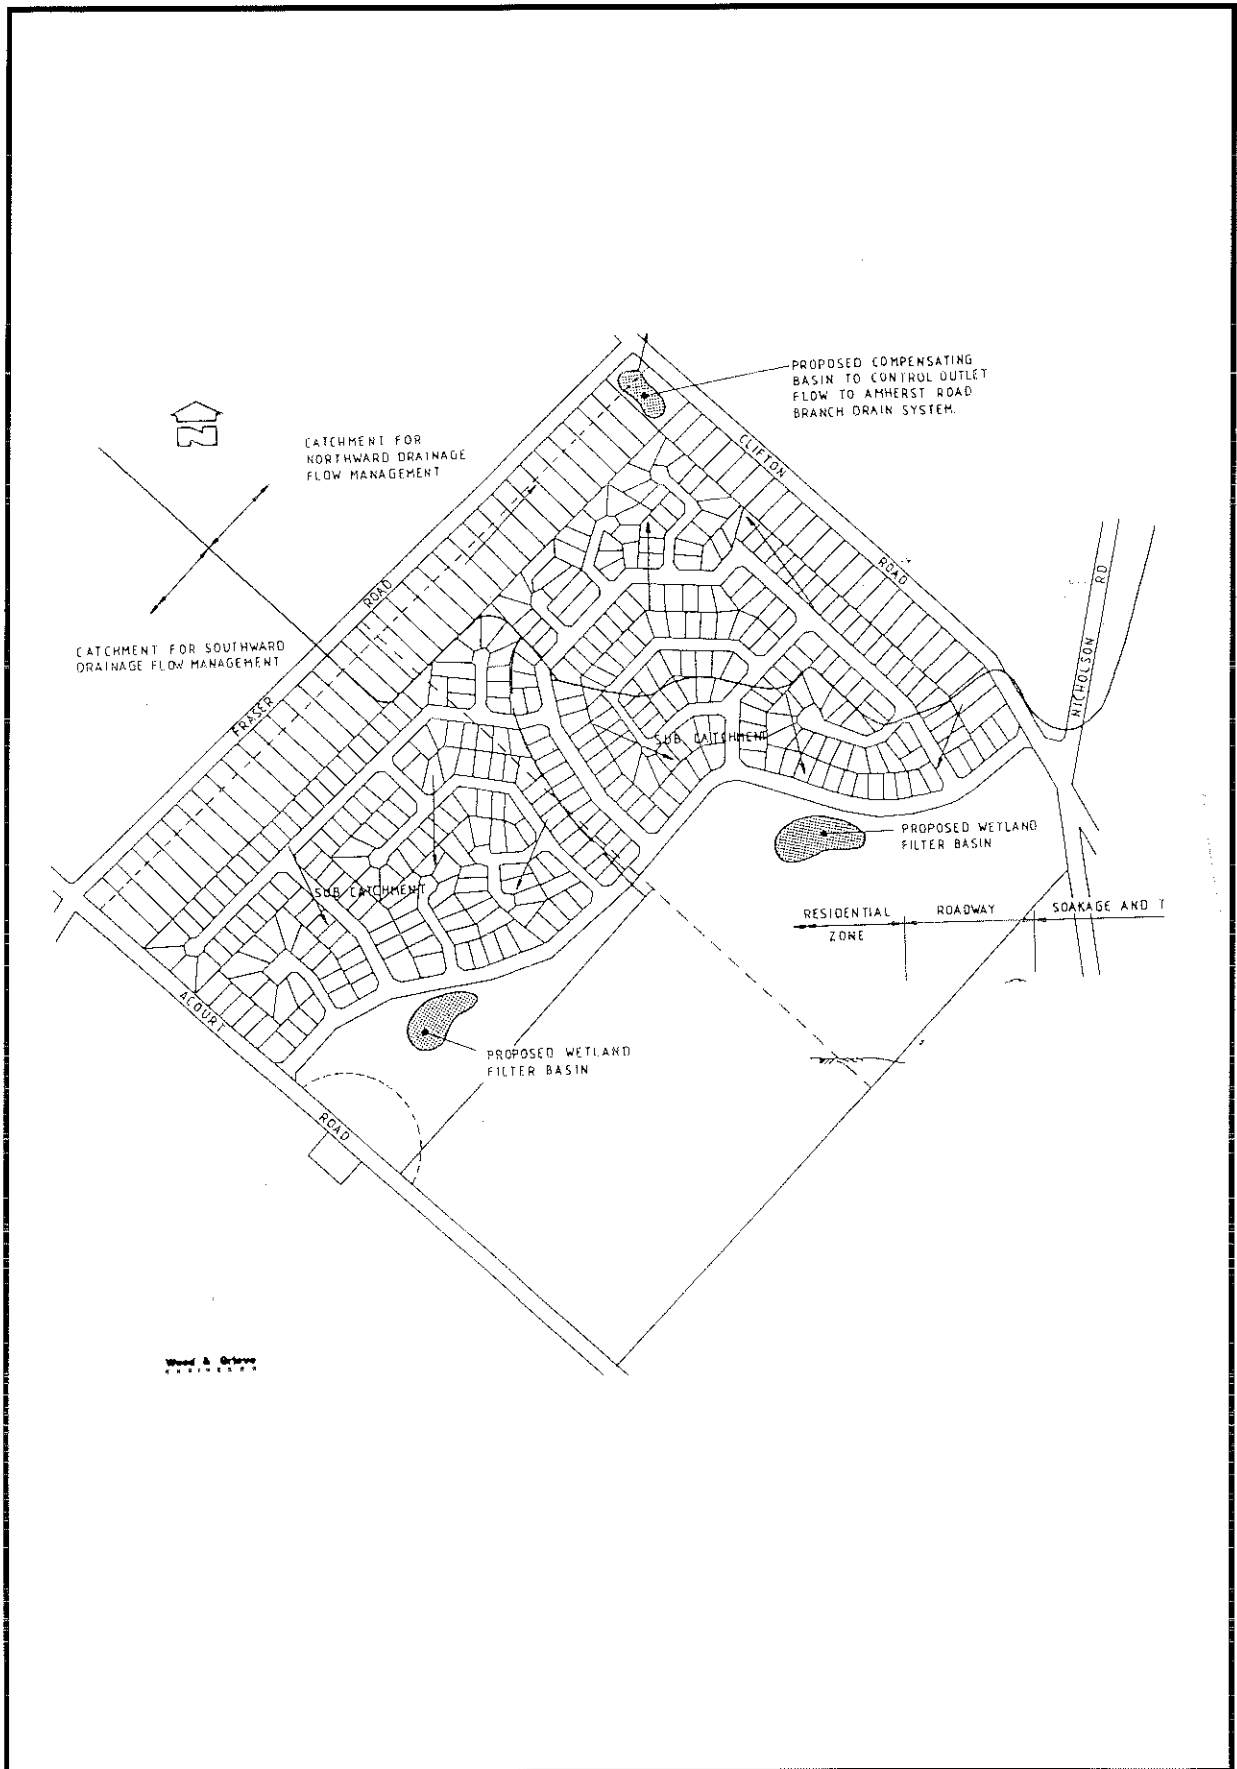 PROPOSED COMPENSATING
BASIN TO CONTROL OUTLET
FLOW TO AMHERST ROAD
BRANCH DRAIN SYSTEM.
N
CATCHMENT FOR
NORTHWARD DRAINAGE
FLOW MANAGEMENT
CLIFTON
ROAD
ROAD
RD
NICHOLSON
CATCHMENT FOR SOUTHWARD
DRAINAGE FLOW MANAGEMENT
FRASER
SUB CATCHMENT
PROPOSED WETLAND
FILTER BASIN
SUB CATCHMENT
RESIDENTIAL
ZONE
ROADWAY
SOAKAGE AND T
ACOURT
PROPOSED WETLAND
FILTER BASIN
ROAD
Wood & Grieve
ENGINEERS